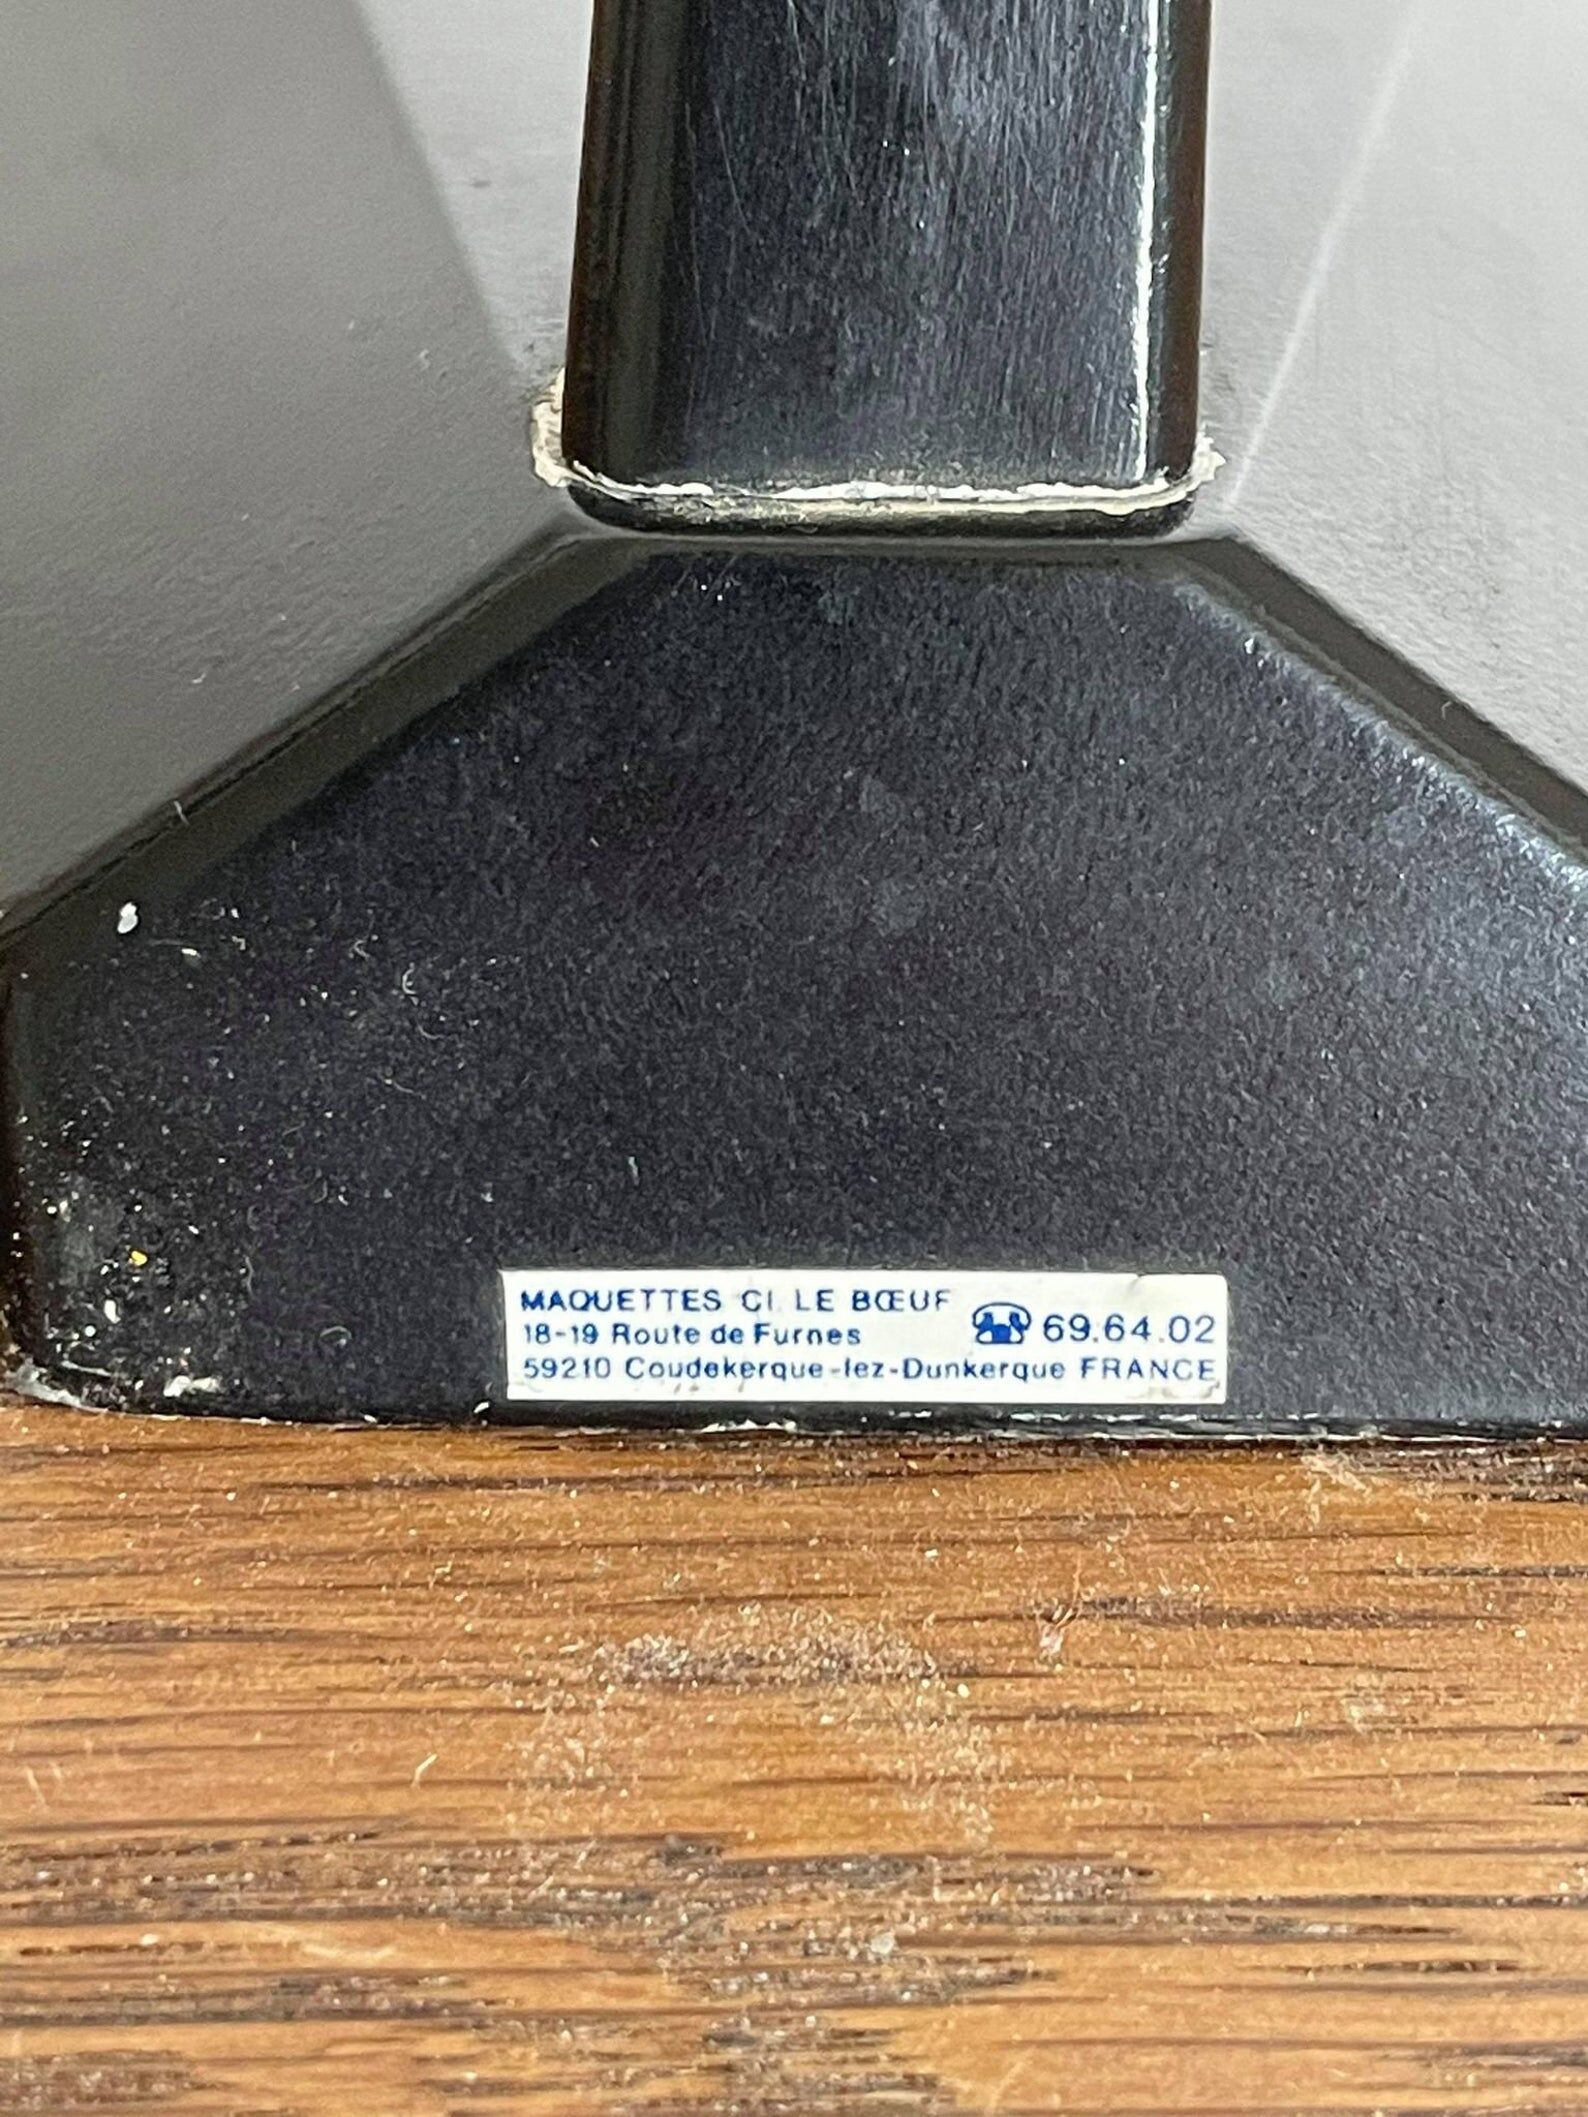 MAQUETTES CI. LE BŒUF
18-19 Route de Furnes
☎ 69.64.02
59210 Coudekerque-lez-Dunkerque FRANCE